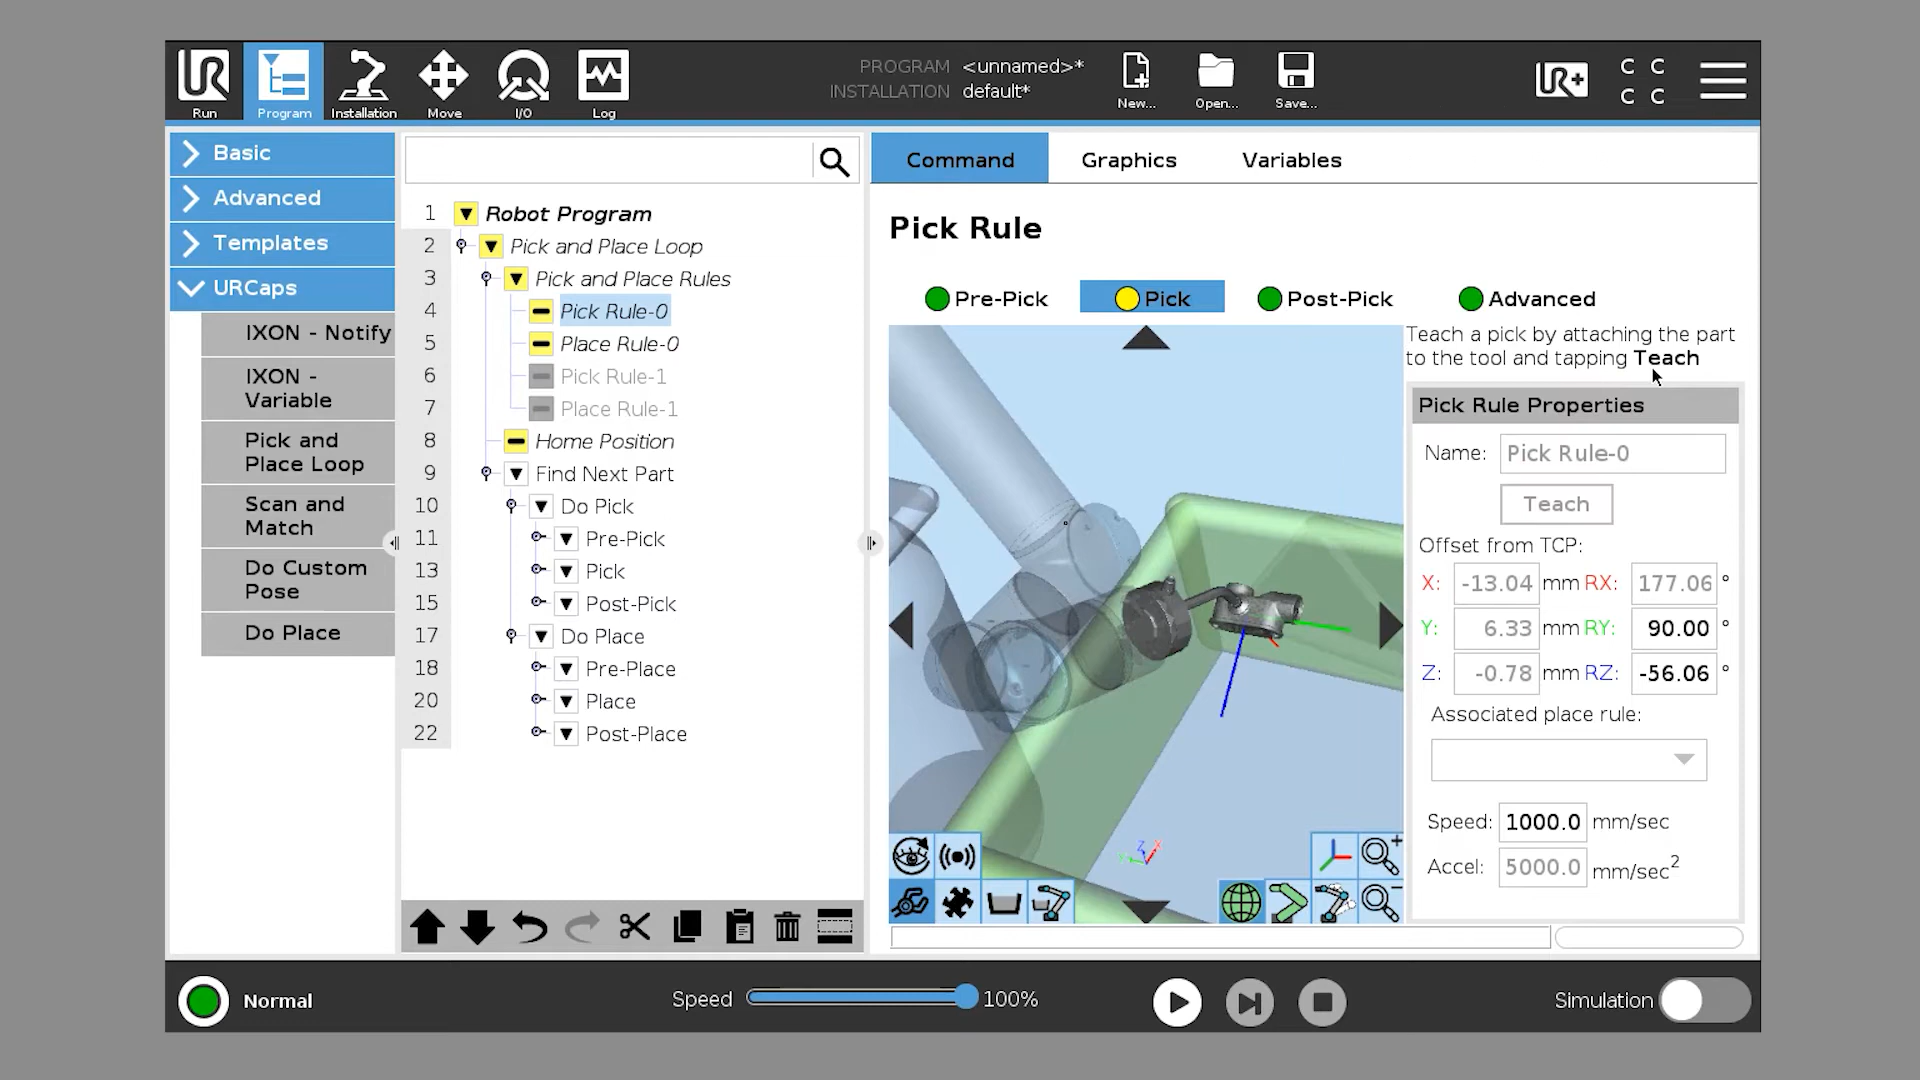 PROGRAM <unnamed>*
INSTALLATION default*
Run
Program
Installation
Move
I/O
Log
New...
Open...
Save...
UR+
C C
C C
Basic
Advanced
Templates
URCaps
IXON - Notify
IXON -
Variable
Pick and
Place Loop
Scan and
Match
Do Custom
Pose
Do Place
1 Robot Program
2 Pick and Place Loop
3 Pick and Place Rules
4 Pick Rule-0
5 Place Rule-0
6 Pick Rule-1
7 Place Rule-1
8 Home Position
9 Find Next Part
10 Do Pick
11 Pre-Pick
13 Pick
15 Post-Pick
17 Do Place
18 Pre-Place
20 Place
22 Post-Place
Command
Graphics
Variables
Pick Rule
Pre-Pick
Pick
Post-Pick
Advanced
Teach a pick by attaching the part
to the tool and tapping Teach
Pick Rule Properties
Name: Pick Rule-0
Teach
Offset from TCP:
X: -13.04 mm RX: 177.06 °
Y: 6.33 mm RY: 90.00 °
Z: -0.78 mm RZ: -56.06 °
Associated place rule:
Speed: 1000.0 mm/sec
Accel: 5000.0 mm/sec2
Normal
Speed 100%
Simulation